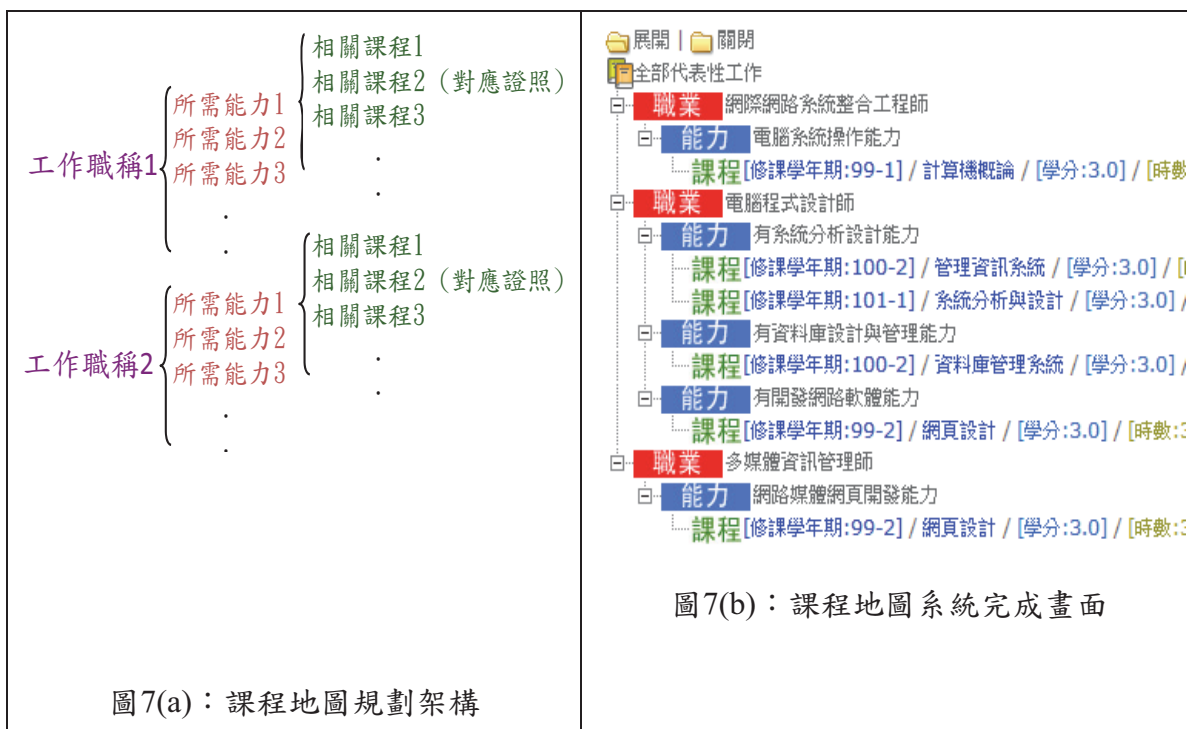 相關課程1
相關課程2 (對應證照)
相關課程3
.
.
所需能力1
所需能力2
所需能力3
.
.
工作職稱1
相關課程1
相關課程2 (對應證照)
相關課程3
.
.
所需能力1
所需能力2
所需能力3
.
.
工作職稱2
圖7(a):課程地圖規劃架構
展開 | 關閉
全部代表性工作
職業 網際網路系統整合工程師
能力 電腦系統操作能力
課程[修課學年期:99-1] / 計算機概論 / [學分:3.0] / [時數
職業 電腦程式設計師
能力 有系統分析設計能力
課程[修課學年期:100-2] / 管理資訊系統 / [學分:3.0] / [
課程[修課學年期:101-1] / 系統分析與設計 / [學分:3.0] /
能力 有資料庫設計與管理能力
課程[修課學年期:100-2] / 資料庫管理系統 / [學分:3.0] /
能力 有開發網路軟體能力
課程[修課學年期:99-2] / 網頁設計 / [學分:3.0] / [時數:3
職業 多媒體資訊管理師
能力 網路媒體網頁開發能力
課程[修課學年期:99-2] / 網頁設計 / [學分:3.0] / [時數:3
圖7(b):課程地圖系統完成畫面